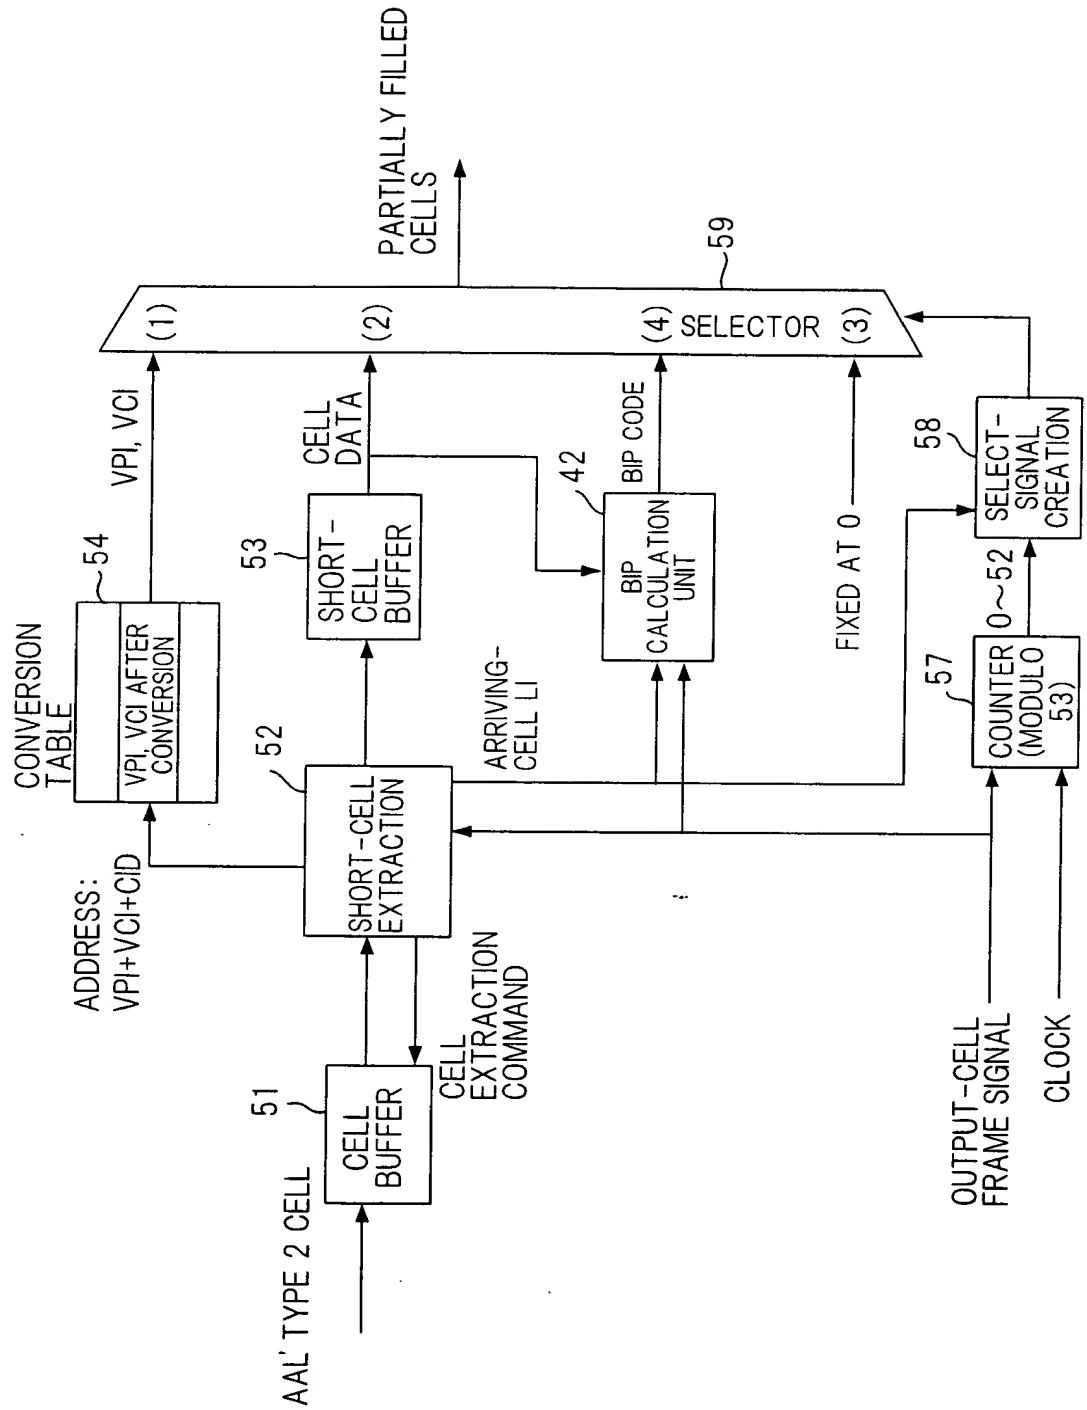 AAL' TYPE 2 CELL
51
CELL
BUFFER
CELL
EXTRACTION
COMMAND
ADDRESS:
VPI+VCI+CID
CONVERSION
TABLE
54
VPI, VCI AFTER
CONVERSION
VPI, VCI
52
SHORT-CELL
EXTRACTION
53
SHORT-
CELL
BUFFER
CELL
DATA
ARRIVING-
CELL LI
42
BIP
CALCULATION
UNIT
BIP CODE
FIXED AT 0
(1)
(2)
(4)
SELECTOR
(3)
59
PARTIALLY FILLED
CELLS
OUTPUT-CELL
FRAME SIGNAL
CLOCK
57
COUNTER
(MODULO
53)
0~52
58
SELECT-
SIGNAL
CREATION